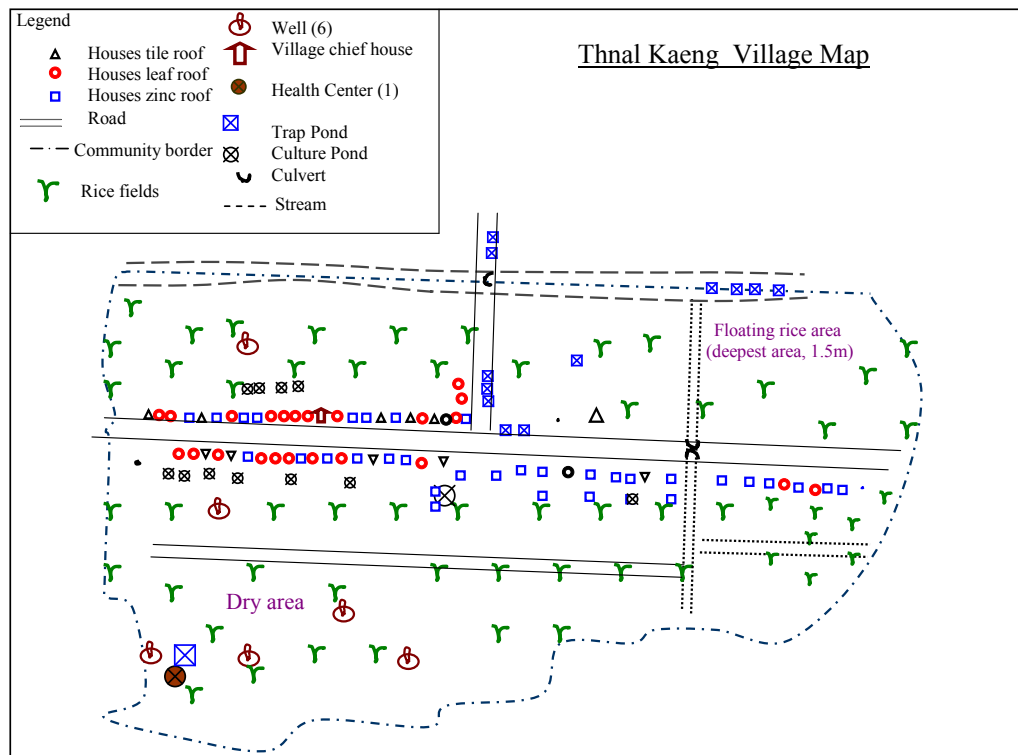 Legend
Houses tile roof
Houses leaf roof
Houses zinc roof
Road
Community border
Rice fields
Well (6)
Village chief house
Health Center (1)
Trap Pond
Culture Pond
Culvert
Stream
Thnal Kaeng Village Map
Floating rice area
(deepest area, 1.5m)
Dry area